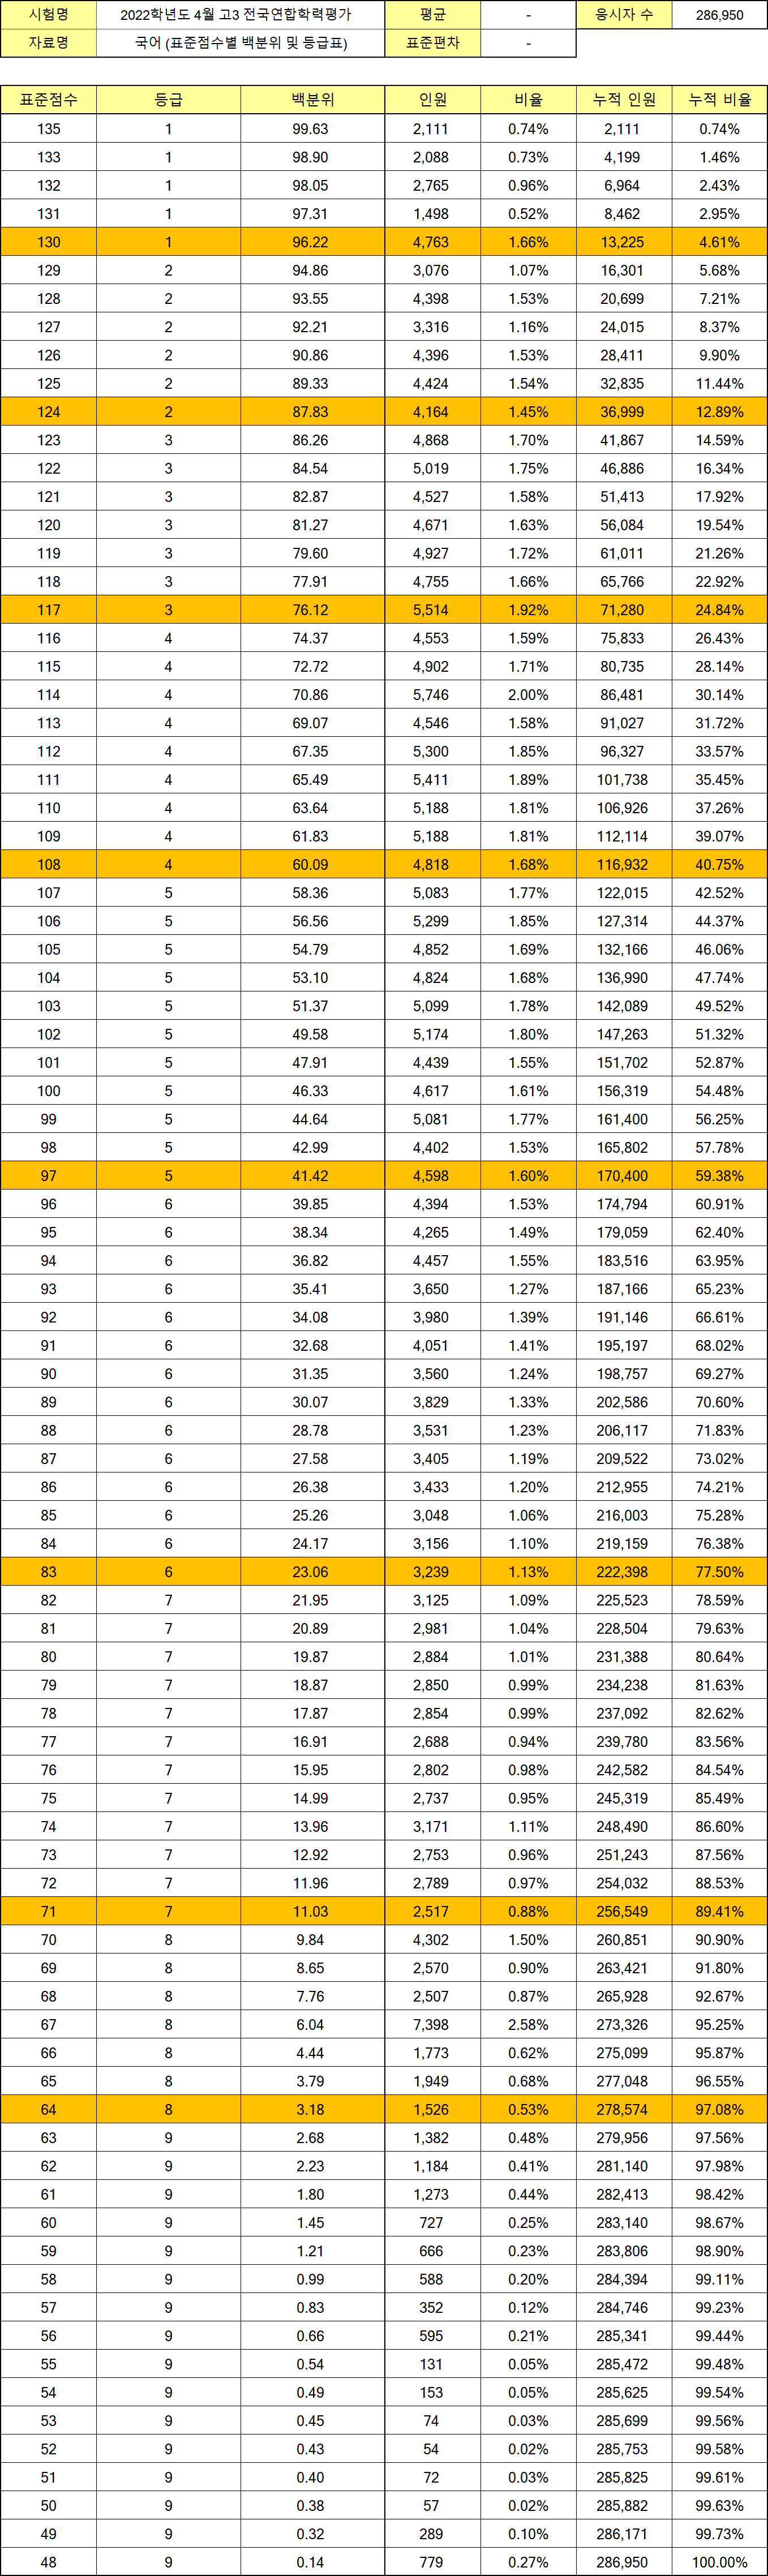 시험명 2022학년도 4월 고3 전국연합학력평가 평균 - 응시자 수 286,950
자료명 국어 (표준점수별 백분위 및 등급표) 표준편차 -
표준점수 등급 백분위 인원 비율 누적 인원 누적 비율
135 1 99.63 2,111 0.74% 2,111 0.74%
133 1 98.90 2,088 0.73% 4,199 1.46%
132 1 98.05 2,765 0.96% 6,964 2.43%
131 1 97.31 1,498 0.52% 8,462 2.95%
130 1 96.22 4,763 1.66% 13,225 4.61%
129 2 94.86 3,076 1.07% 16,301 5.68%
128 2 93.55 4,398 1.53% 20,699 7.21%
127 2 92.21 3,316 1.16% 24,015 8.37%
126 2 90.86 4,396 1.53% 28,411 9.90%
125 2 89.33 4,424 1.54% 32,835 11.44%
124 2 87.83 4,164 1.45% 36,999 12.89%
123 3 86.26 4,868 1.70% 41,867 14.59%
122 3 84.54 5,019 1.75% 46,886 16.34%
121 3 82.87 4,527 1.58% 51,413 17.92%
120 3 81.27 4,671 1.63% 56,084 19.54%
119 3 79.60 4,927 1.72% 61,011 21.26%
118 3 77.91 4,755 1.66% 65,766 22.92%
117 3 76.12 5,514 1.92% 71,280 24.84%
116 4 74.37 4,553 1.59% 75,833 26.43%
115 4 72.72 4,902 1.71% 80,735 28.14%
114 4 70.86 5,746 2.00% 86,481 30.14%
113 4 69.07 4,546 1.58% 91,027 31.72%
112 4 67.35 5,300 1.85% 96,327 33.57%
111 4 65.49 5,411 1.89% 101,738 35.45%
110 4 63.64 5,188 1.81% 106,926 37.26%
109 4 61.83 5,188 1.81% 112,114 39.07%
108 4 60.09 4,818 1.68% 116,932 40.75%
107 5 58.36 5,083 1.77% 122,015 42.52%
106 5 56.56 5,299 1.85% 127,314 44.37%
105 5 54.79 4,852 1.69% 132,166 46.06%
104 5 53.10 4,824 1.68% 136,990 47.74%
103 5 51.37 5,099 1.78% 142,089 49.52%
102 5 49.58 5,174 1.80% 147,263 51.32%
101 5 47.91 4,439 1.55% 151,702 52.87%
100 5 46.33 4,617 1.61% 156,319 54.48%
99 5 44.64 5,081 1.77% 161,400 56.25%
98 5 42.99 4,402 1.53% 165,802 57.78%
97 5 41.42 4,598 1.60% 170,400 59.38%
96 6 39.85 4,394 1.53% 174,794 60.91%
95 6 38.34 4,265 1.49% 179,059 62.40%
94 6 36.82 4,457 1.55% 183,516 63.95%
93 6 35.41 3,650 1.27% 187,166 65.23%
92 6 34.08 3,980 1.39% 191,146 66.61%
91 6 32.68 4,051 1.41% 195,197 68.02%
90 6 31.35 3,560 1.24% 198,757 69.27%
89 6 30.07 3,829 1.33% 202,586 70.60%
88 6 28.78 3,531 1.23% 206,117 71.83%
87 6 27.58 3,405 1.19% 209,522 73.02%
86 6 26.38 3,433 1.20% 212,955 74.21%
85 6 25.26 3,048 1.06% 216,003 75.28%
84 6 24.17 3,156 1.10% 219,159 76.38%
83 6 23.06 3,239 1.13% 222,398 77.50%
82 7 21.95 3,125 1.09% 225,523 78.59%
81 7 20.89 2,981 1.04% 228,504 79.63%
80 7 19.87 2,884 1.01% 231,388 80.64%
79 7 18.87 2,850 0.99% 234,238 81.63%
78 7 17.87 2,854 0.99% 237,092 82.62%
77 7 16.91 2,688 0.94% 239,780 83.56%
76 7 15.95 2,802 0.98% 242,582 84.54%
75 7 14.99 2,737 0.95% 245,319 85.49%
74 7 13.96 3,171 1.11% 248,490 86.60%
73 7 12.92 2,753 0.96% 251,243 87.56%
72 7 11.96 2,789 0.97% 254,032 88.53%
71 7 11.03 2,517 0.88% 256,549 89.41%
70 8 9.84 4,302 1.50% 260,851 90.90%
69 8 8.65 2,570 0.90% 263,421 91.80%
68 8 7.76 2,507 0.87% 265,928 92.67%
67 8 6.04 7,398 2.58% 273,326 95.25%
66 8 4.44 1,773 0.62% 275,099 95.87%
65 8 3.79 1,949 0.68% 277,048 96.55%
64 8 3.18 1,526 0.53% 278,574 97.08%
63 9 2.68 1,382 0.48% 279,956 97.56%
62 9 2.23 1,184 0.41% 281,140 97.98%
61 9 1.80 1,273 0.44% 282,413 98.42%
60 9 1.45 727 0.25% 283,140 98.67%
59 9 1.21 666 0.23% 283,806 98.90%
58 9 0.99 588 0.20% 284,394 99.11%
57 9 0.83 352 0.12% 284,746 99.23%
56 9 0.66 595 0.21% 285,341 99.44%
55 9 0.54 131 0.05% 285,472 99.48%
54 9 0.49 153 0.05% 285,625 99.54%
53 9 0.45 74 0.03% 285,699 99.56%
52 9 0.43 54 0.02% 285,753 99.58%
51 9 0.40 72 0.03% 285,825 99.61%
50 9 0.38 57 0.02% 285,882 99.63%
49 9 0.32 289 0.10% 286,171 99.73%
48 9 0.14 779 0.27% 286,950 100.00%